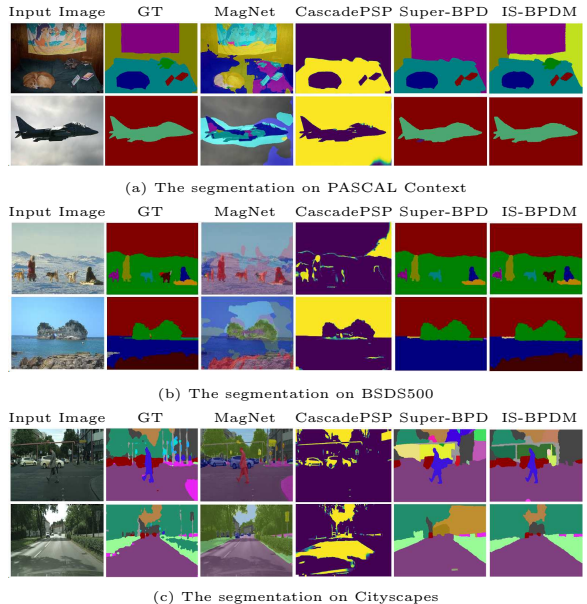 Input Image GT MagNet CascadePSP Super-BPD IS-BPDM
(a) The segmentation on PASCAL Context
Input Image GT MagNet CascadePSP Super-BPD IS-BPDM
(b) The segmentation on BSDS500
Input Image GT MagNet CascadePSP Super-BPD IS-BPDM
(c) The segmentation on Cityscapes